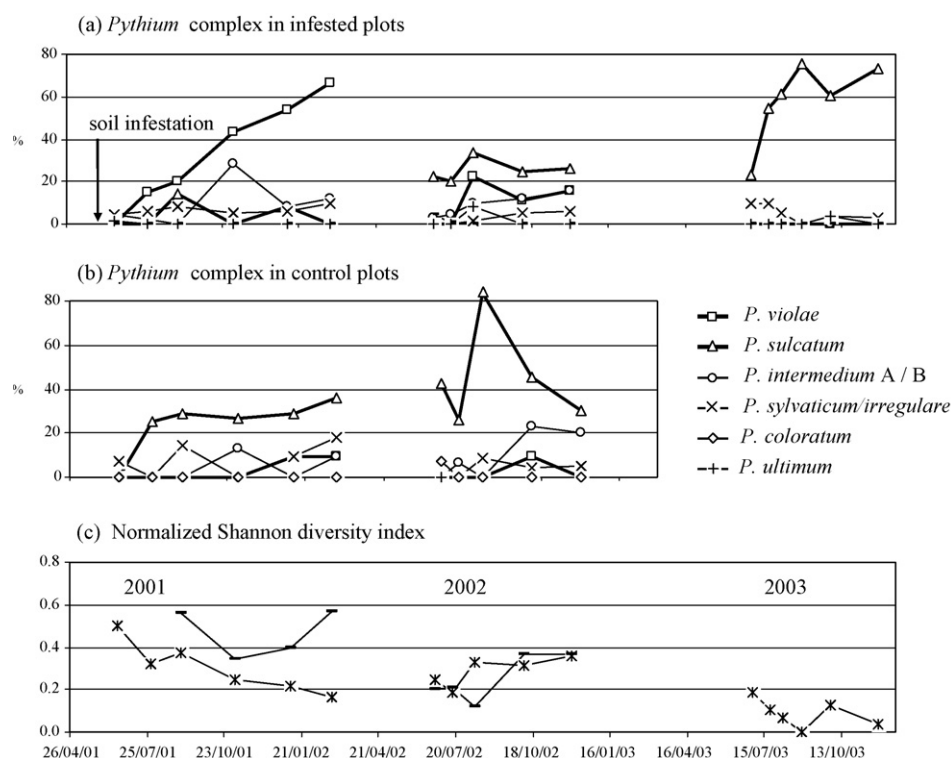 (a) Pythium complex in infested plots
80
60
40
20
0
%
soil infestation
(b) Pythium complex in control plots
80
60
40
20
0
%
P. violae
P. sulcatum
P. intermedium A / B
P. sylvaticum/irregulare
P. coloratum
P. ultimum
(c) Normalized Shannon diversity index
0.8
0.6
0.4
0.2
0.0
2001 2002 2003
26/04/01 25/07/01 23/10/01 21/01/02 21/04/02 20/07/02 18/10/02 16/01/03 16/04/03 15/07/03 13/10/03